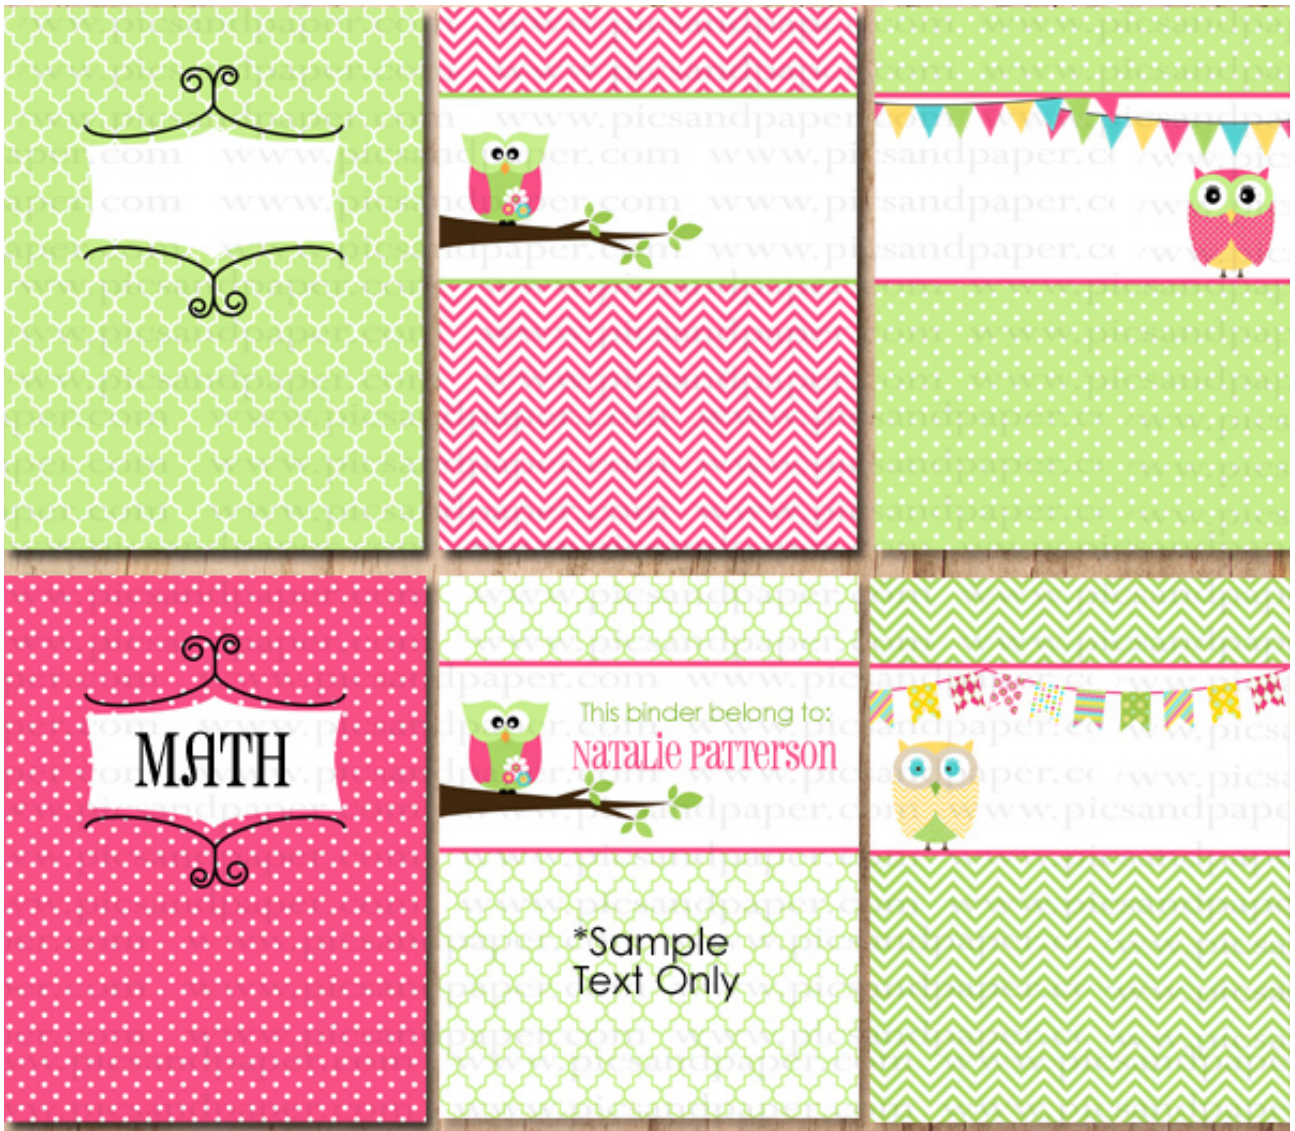 www.picsandpaper.com
MATH
This binder belong to:
Natalie Patterson
*Sample
Text Only